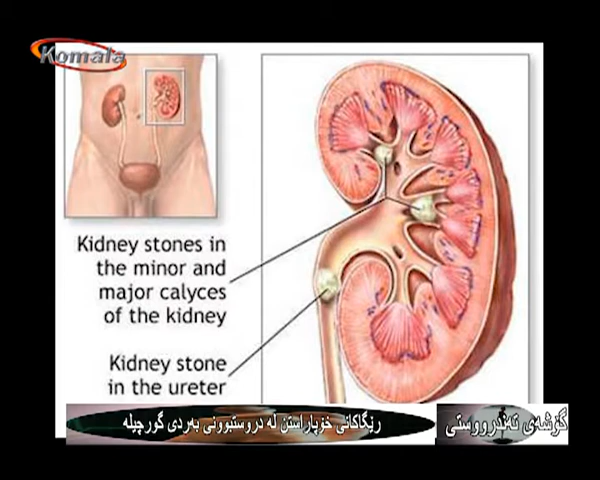 Komala
Kidney stones in
the minor and
major calyces
of the kidney
Kidney stone
in the ureter
ڕێگاکانی خۆپاراستن لە دروستبوونی بەردی گورچیلە
گۆشەی تەندرووستی